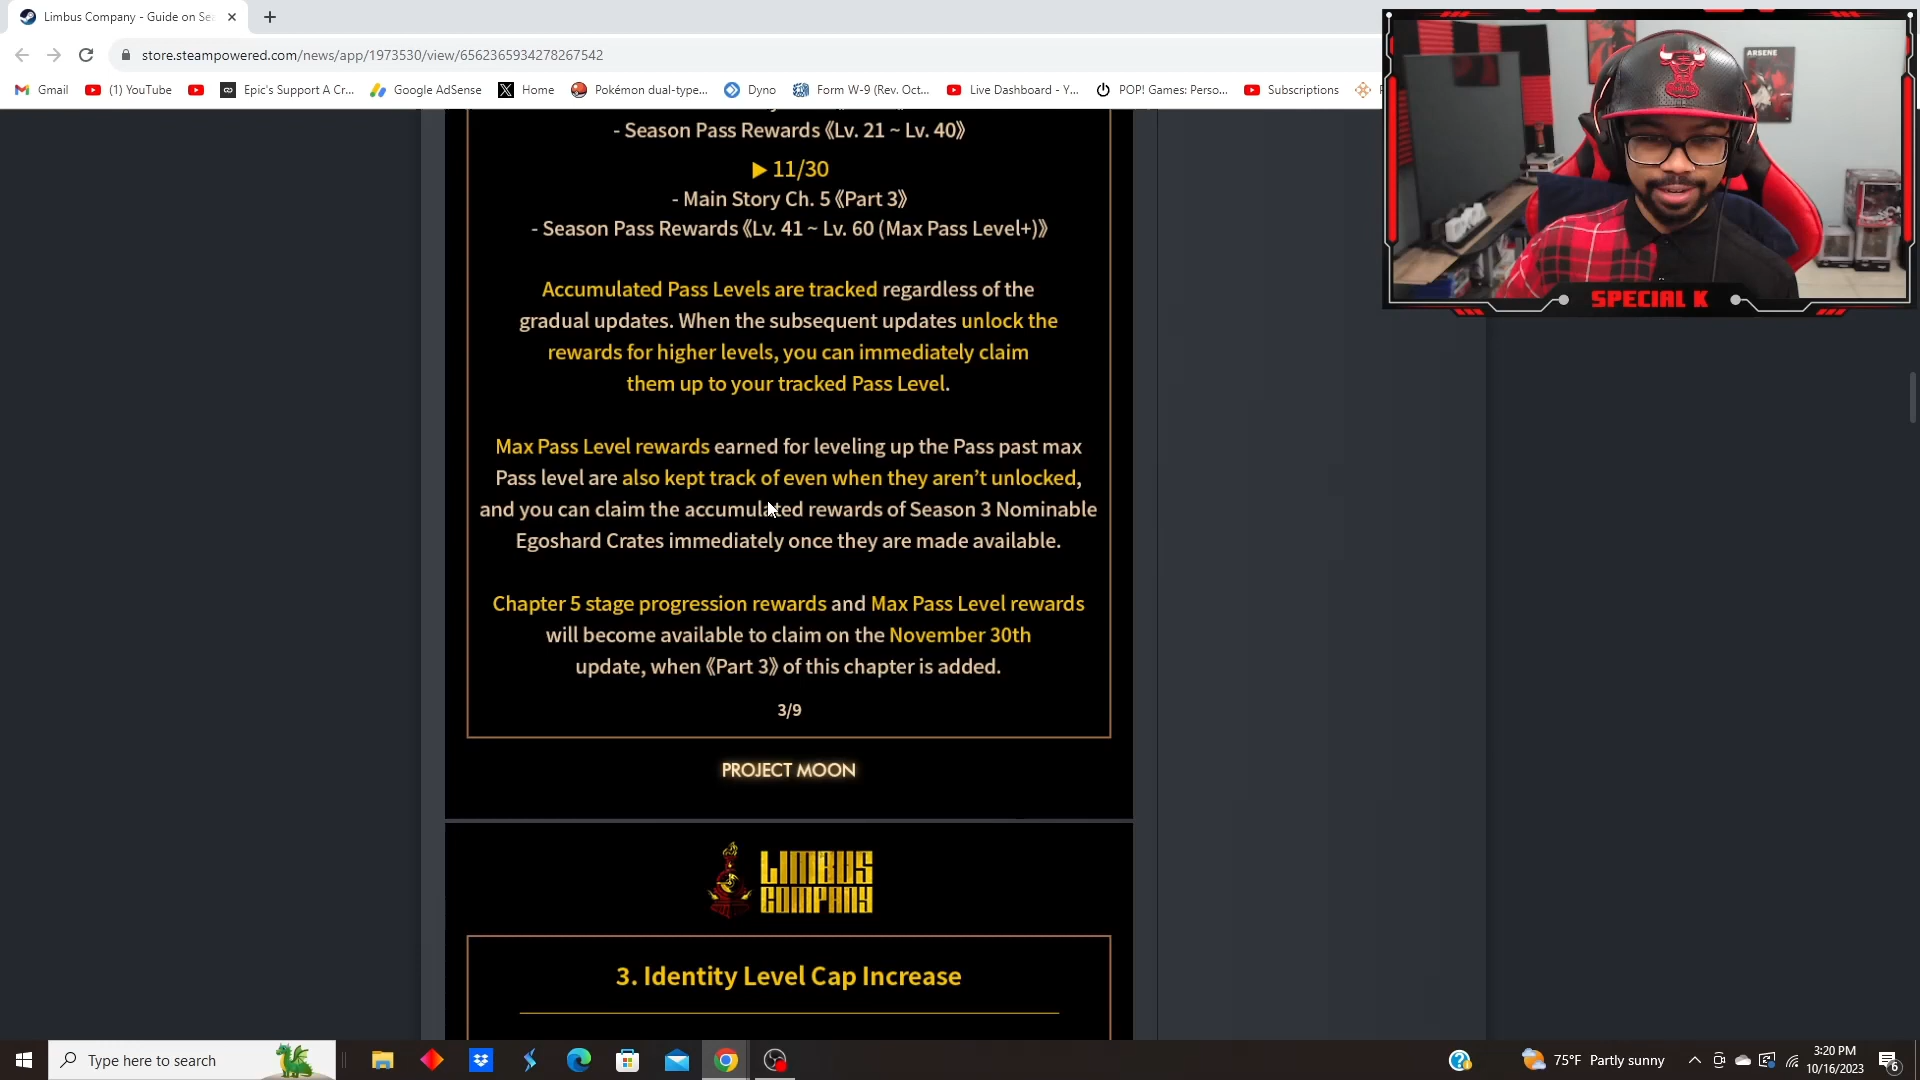 Limbus Company - Guide on Se
store.steampowered.com/news/app/1973530/view/6562365934278267542
Gmail
(1) YouTube
Epic's Support A Cr...
Google AdSense
Home
Pokémon dual-type...
Dyno
Form W-9 (Rev. Oct...
Live Dashboard - Y...
POP! Games: Perso...
Subscriptions
ARSENE
SPECIAL K
- Season Pass Rewards 《Lv. 21 ~ Lv. 40》
▶ 11/30
- Main Story Ch. 5 《Part 3》
- Season Pass Rewards 《Lv. 41 ~ Lv. 60 (Max Pass Level+)》
Accumulated Pass Levels are tracked regardless of the
gradual updates. When the subsequent updates unlock the
rewards for higher levels, you can immediately claim
them up to your tracked Pass Level.
Max Pass Level rewards earned for leveling up the Pass past max
Pass level are also kept track of even when they aren't unlocked,
and you can claim the accumulated rewards of Season 3 Nominable
Egoshard Crates immediately once they are made available.
Chapter 5 stage progression rewards and Max Pass Level rewards
will become available to claim on the November 30th
update, when 《Part 3》 of this chapter is added.
3/9
PROJECT MOON
LIMBUS
COMPANY
3. Identity Level Cap Increase
Type here to search
75°F Partly sunny
3:20 PM
10/16/2023
6